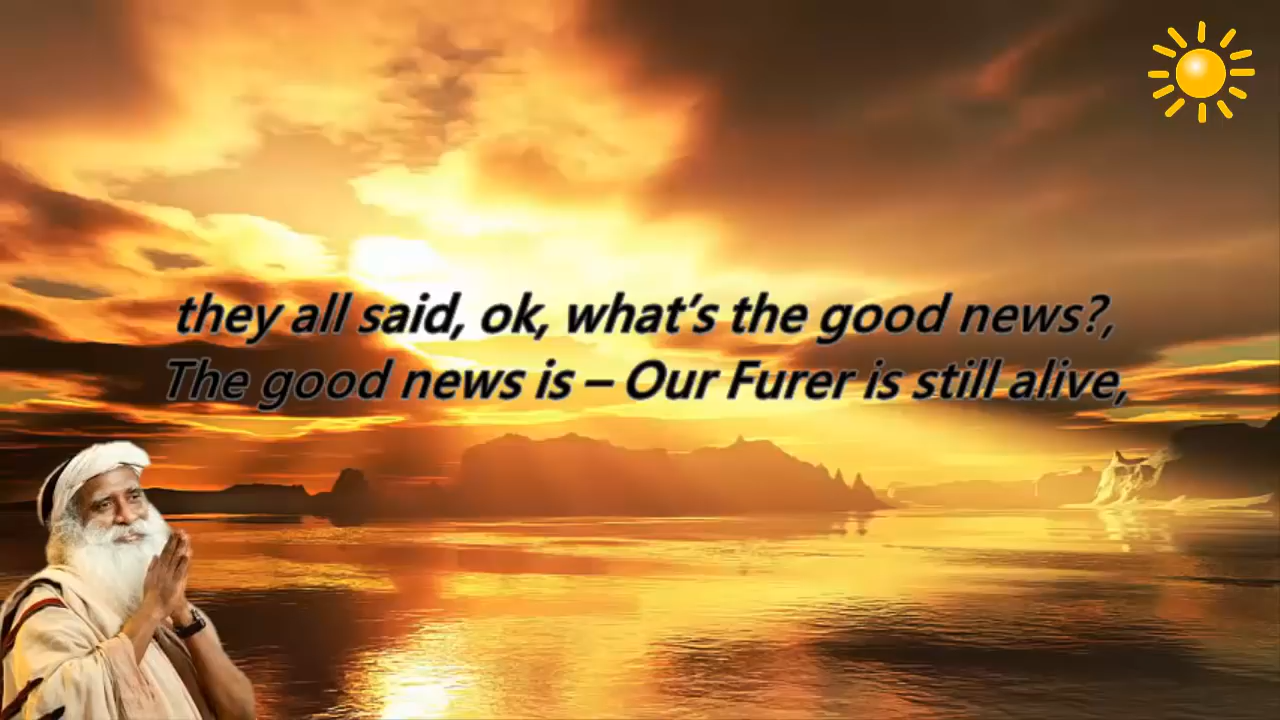 they all said, ok, what's the good news?,
The good news is – Our Furer is still alive,